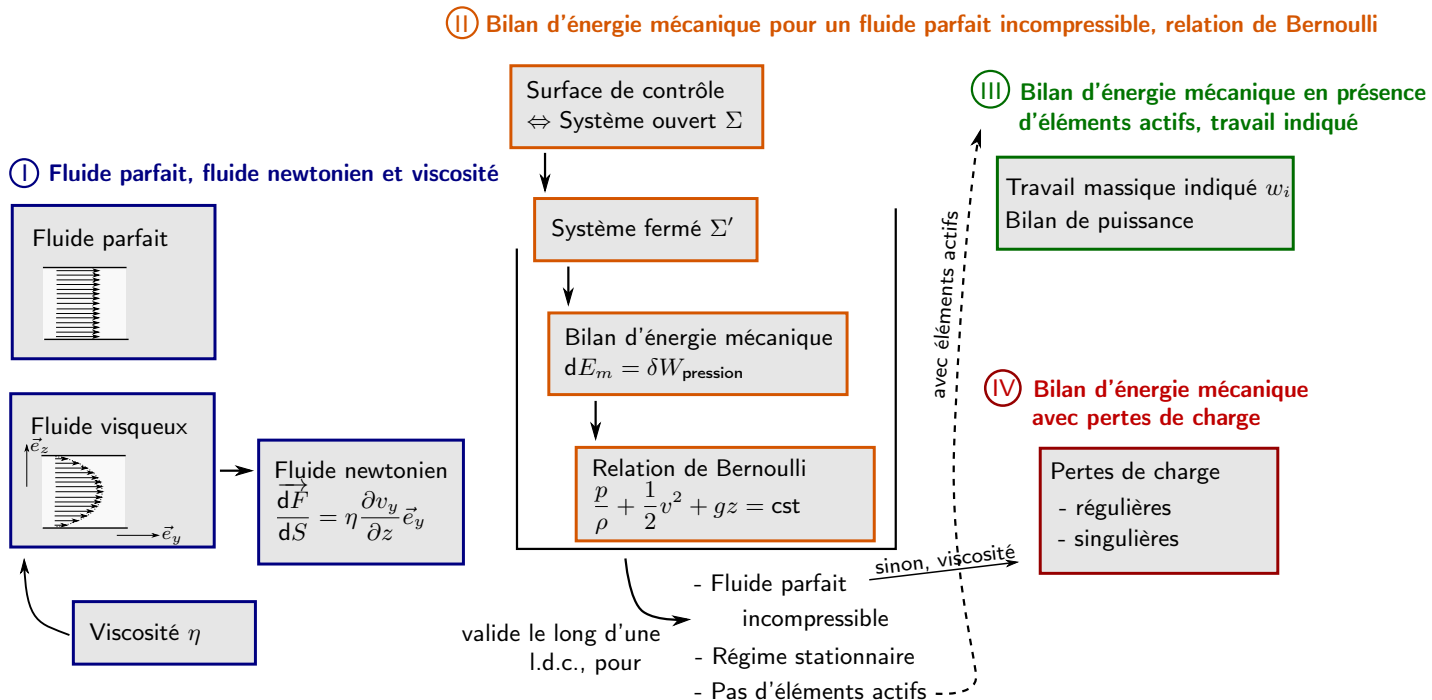 II Bilan d'énergie mécanique pour un fluide parfait incompressible, relation de Bernoulli
Surface de contrôle
⇔ Système ouvert Σ
Système fermé Σ′
Bilan d'énergie mécanique
dE_m = δW_pression
Relation de Bernoulli
p/ρ + 1/2 v² + gz = cst
valide le long d'une
l.d.c., pour
- Fluide parfait
incompressible
- Régime stationnaire
- Pas d'éléments actifs
sinon, viscosité
avec éléments actifs
I Fluide parfait, fluide newtonien et viscosité
Fluide parfait
Fluide visqueux
e⃗_z
e⃗_y
Fluide newtonien
dF⃗/dS = η ∂v_y/∂z e⃗_y
Viscosité η
III Bilan d'énergie mécanique en présence
d'éléments actifs, travail indiqué
Travail massique indiqué w_i
Bilan de puissance
IV Bilan d'énergie mécanique
avec pertes de charge
Pertes de charge
- régulières
- singulières